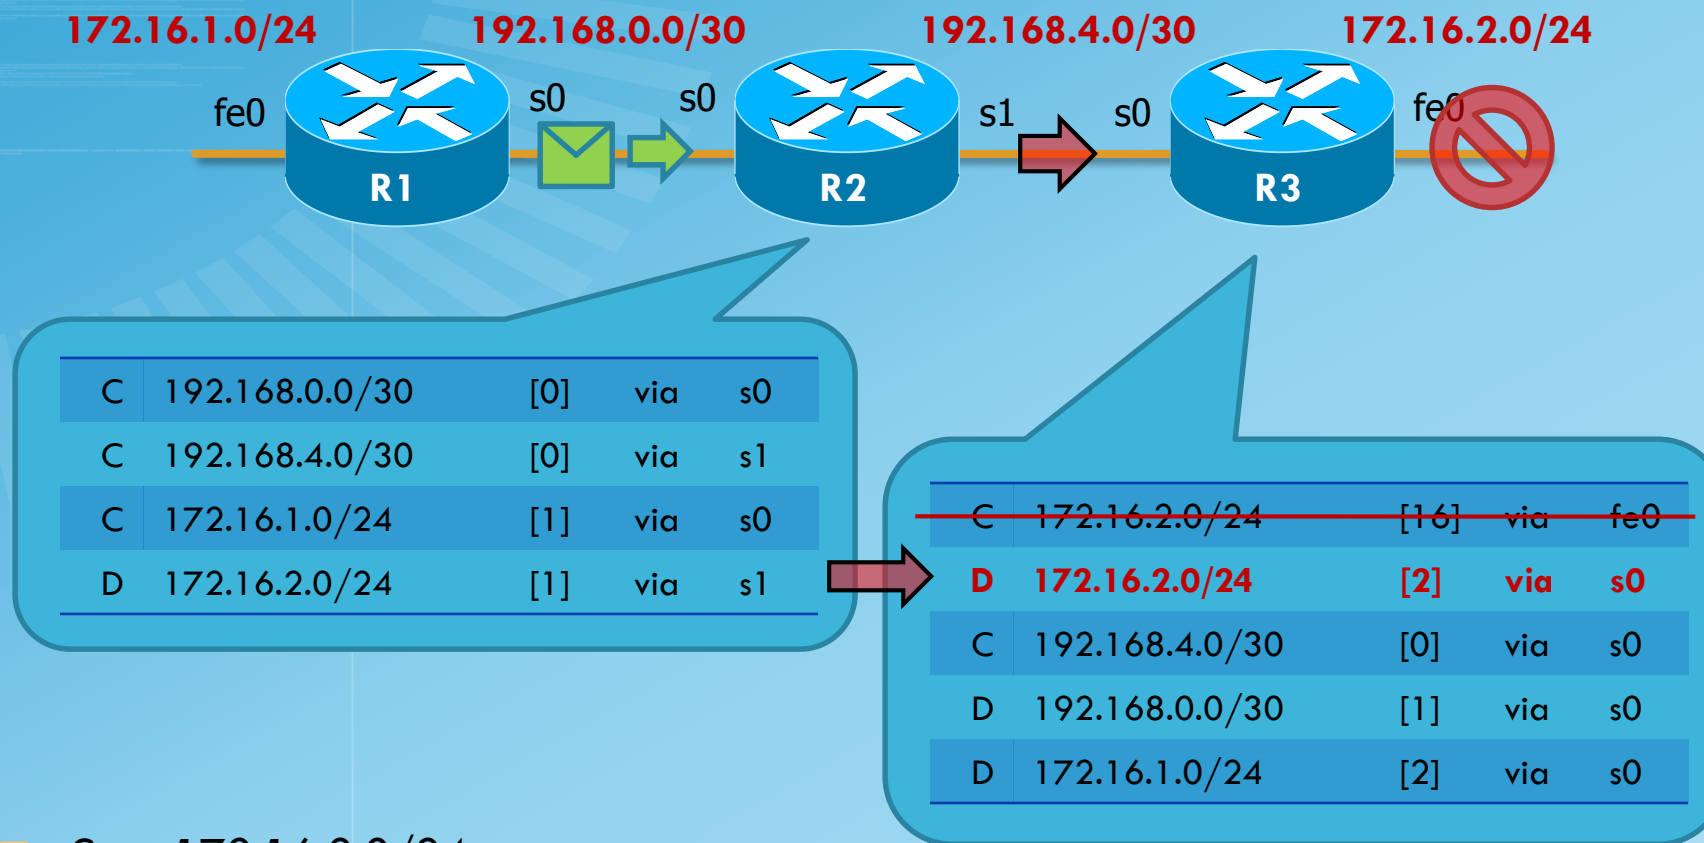 172.16.1.0/24 192.168.0.0/30 192.168.4.0/30 172.16.2.0/24
fe0 s0 s0 s1 s0 fe0
R1 R2 R3
C 192.168.0.0/30 [0] via s0
C 192.168.4.0/30 [0] via s1
C 172.16.1.0/24 [1] via s0
D 172.16.2.0/24 [1] via s1
C 172.16.2.0/24 [16] via fe0
D 172.16.2.0/24 [2] via s0
C 192.168.4.0/30 [0] via s0
D 192.168.0.0/30 [1] via s0
D 172.16.1.0/24 [2] via s0